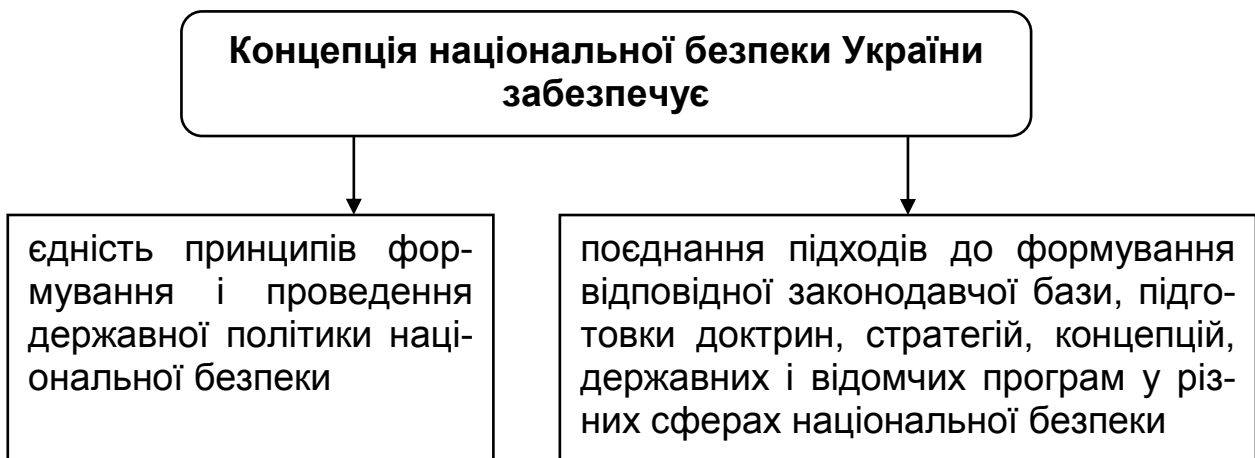 Концепція національної безпеки України
забезпечує
єдність принципів фор-
мування і проведення
державної політики наці-
ональної безпеки
поєднання підходів до формування
відповідної законодавчої бази, підго-
товки доктрин, стратегій, концепцій,
державних і відомчих програм у різ-
них сферах національної безпеки